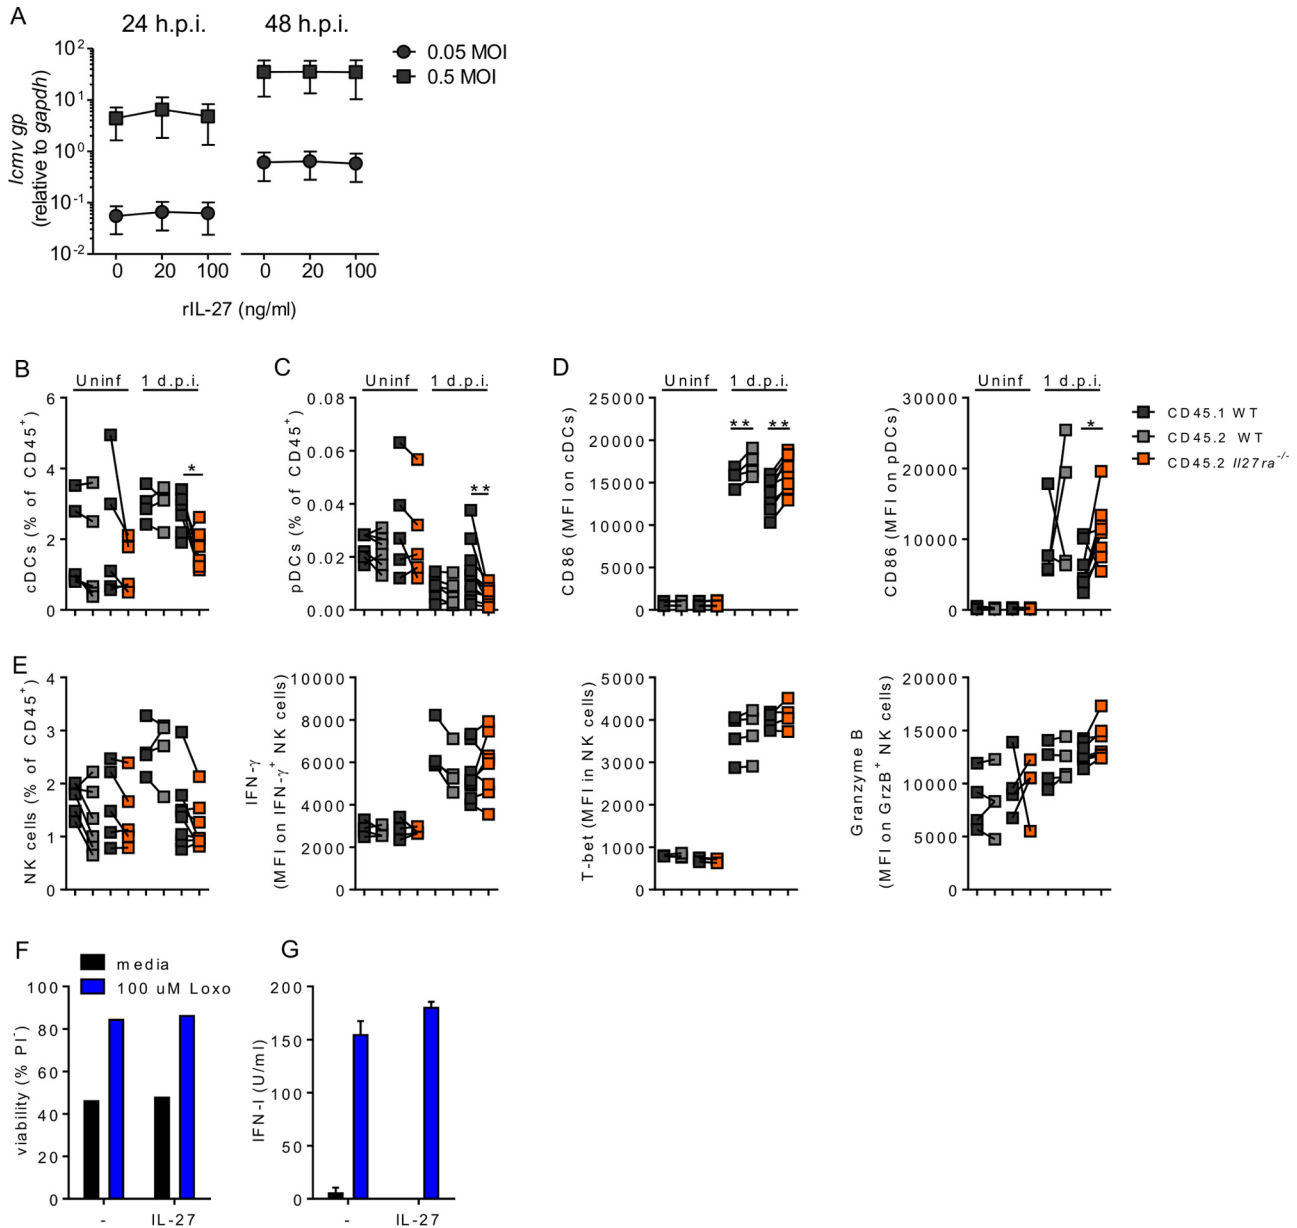 A
24 h.p.i.
48 h.p.i.
0.05 MOI
0.5 MOI
lcmv gp
(relative to gapdh)
10²
10¹
10⁰
10⁻¹
10⁻²
0 20 100 0 20 100
rIL-27 (ng/ml)
B
Uninf 1 d.p.i.
cDCs (% of CD45⁺)
6
4
2
0
*
C
Uninf 1 d.p.i.
pDCs (% of CD45⁺)
0.08
0.06
0.04
0.02
0.00
**
D
Uninf 1 d.p.i.
CD86 (MFI on cDCs)
25000
20000
15000
10000
5000
0
** **
Uninf 1 d.p.i.
CD86 (MFI on pDCs)
30000
20000
10000
0
*
CD45.1 WT
CD45.2 WT
CD45.2 Il27ra⁻/⁻
E
NK cells (% of CD45⁺)
4
3
2
1
0
IFN-γ
(MFI on IFN-γ⁺ NK cells)
10000
8000
6000
4000
2000
0
T-bet (MFI in NK cells)
5000
4000
3000
2000
1000
0
Granzyme B
(MFI on GrzB⁺ NK cells)
20000
15000
10000
5000
0
F
media
100 uM Loxo
viability (% PI⁻)
100
80
60
40
20
0
- IL-27
G
IFN-I (U/ml)
200
150
100
50
0
- IL-27